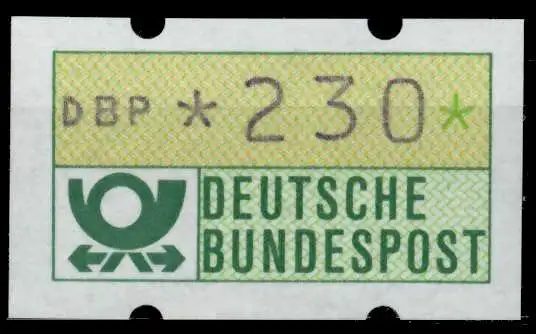 DBP *230*
DEUTSCHE
BUNDESPOST